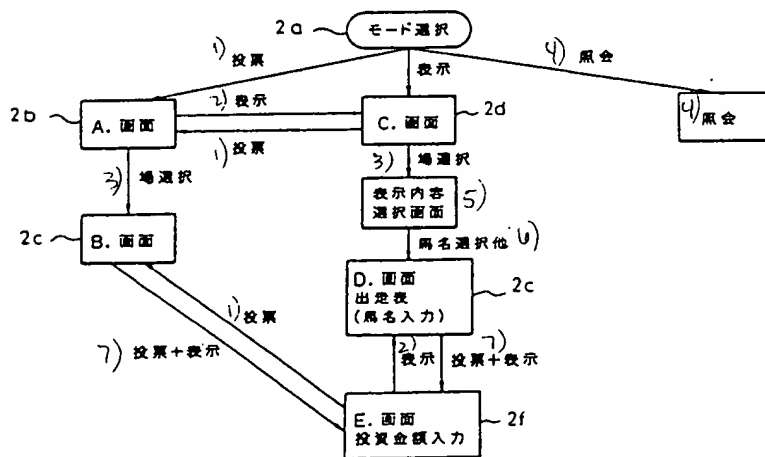 2a
モード選択
1) 投票
表示
4) 照会
2b
A. 画面
2) 表示
1) 投票
C. 画面
2d
4) 照会
3) 場選択
3) 場選択
表示内容
選択画面
5)
2c
B. 画面
馬名選択他 6)
D. 画面
出走表
(馬名入力)
2c
1) 投票
7) 投票+表示
2) 表示
7) 投票+表示
E. 画面
投資金額入力
2f